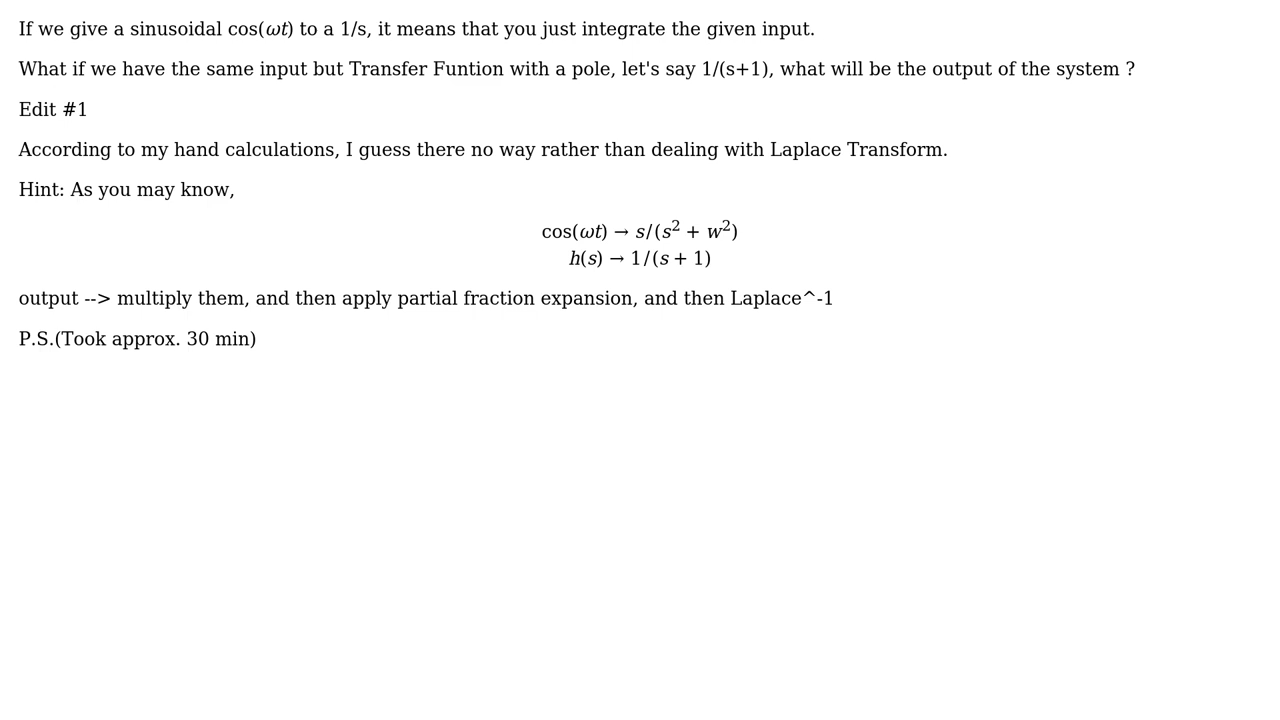 If we give a sinusoidal cos(ωt) to a 1/s, it means that you just integrate the given input.
What if we have the same input but Transfer Funtion with a pole, let's say 1/(s+1), what will be the output of the system ?
Edit #1
According to my hand calculations, I guess there no way rather than dealing with Laplace Transform.
Hint: As you may know,
cos(ωt) → s/(s² + w²)
h(s) → 1/(s + 1)
output --> multiply them, and then apply partial fraction expansion, and then Laplace^-1
P.S.(Took approx. 30 min)